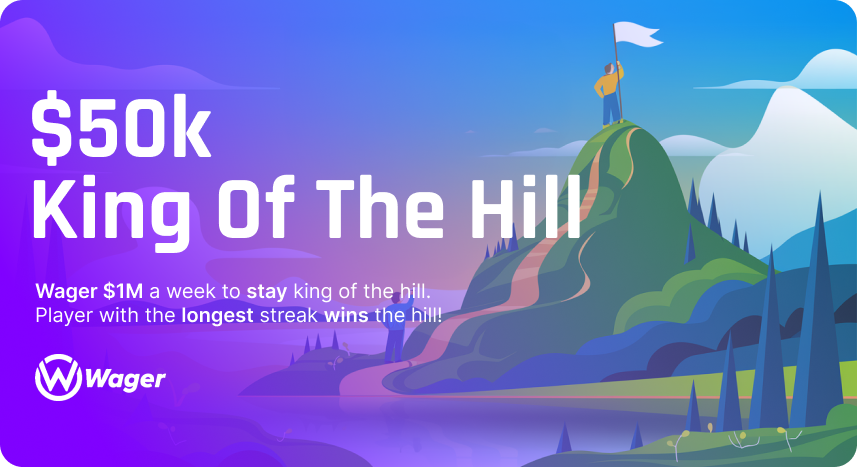 $50k
King Of The Hill
Wager $1M a week to stay king of the hill.
Player with the longest streak wins the hill!
Wager